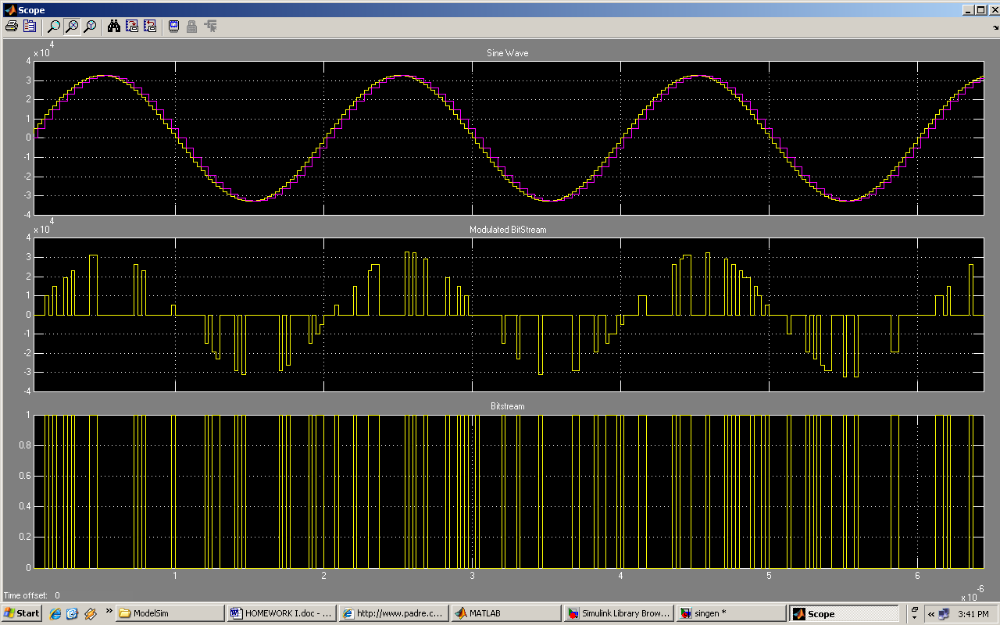 Scope
x 10^4
Sine Wave
4
3
2
1
0
-1
-2
-3
-4
x 10^4
Modulated BitStream
4
3
2
1
0
-1
-2
-3
-4
Bitstream
1
0.8
0.6
0.4
0.2
0
1 2 3 4 5 6
x 10^-6
Time offset: 0
Start » ModelSim HOMEWORK I.doc - ... http://www.padre.c... MATLAB Simulink Library Brow... singen * Scope « 3:41 PM